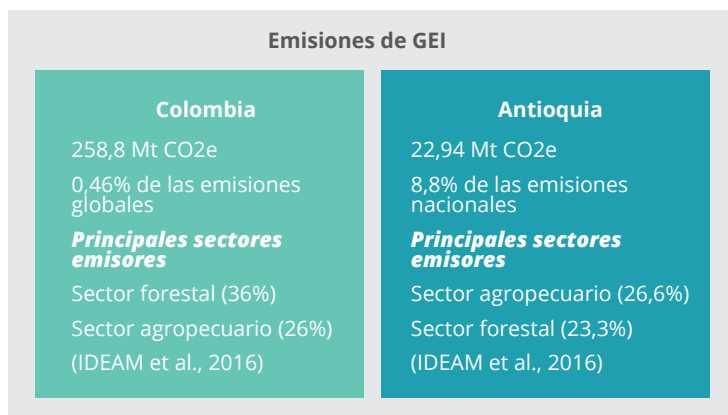 Emisiones de GEI
Colombia
258,8 Mt CO2e
0,46% de las emisiones
globales
Principales sectores
emisores
Sector forestal (36%)
Sector agropecuario (26%)
(IDEAM et al., 2016)
Antioquia
22,94 Mt CO2e
8,8% de las emisiones
nacionales
Principales sectores
emisores
Sector agropecuario (26,6%)
Sector forestal (23,3%)
(IDEAM et al., 2016)